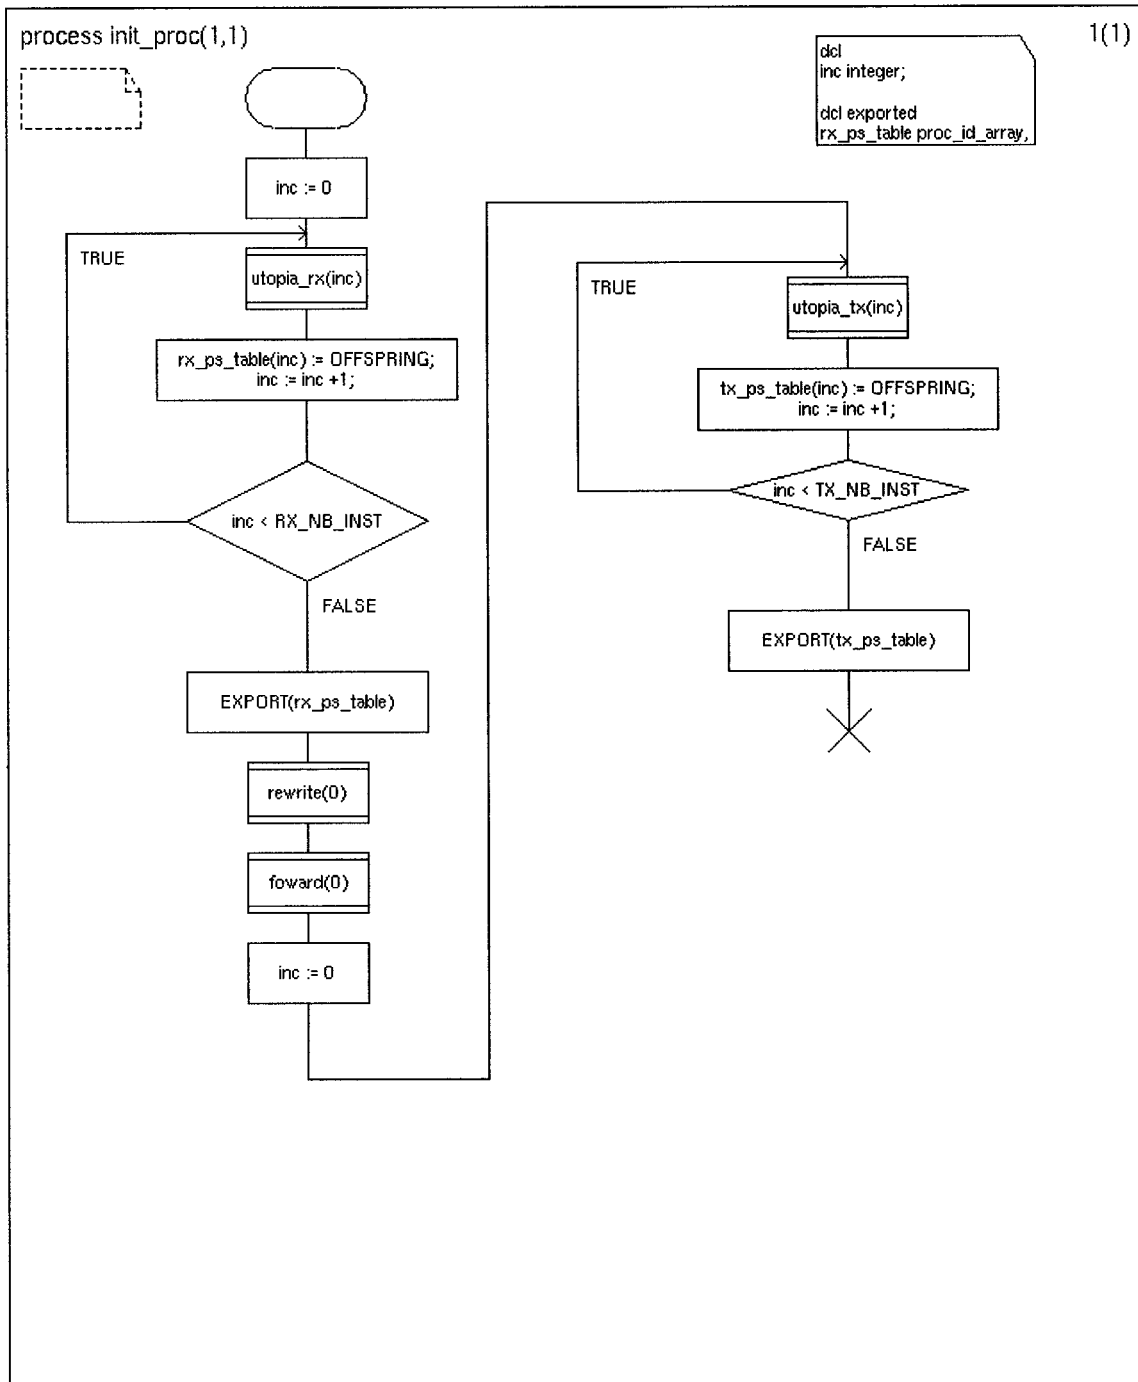 process init_proc(1,1)
1(1)
dcl
inc integer;
dcl exported
rx_ps_table proc_id_array,
inc := 0
TRUE
utopia_rx(inc)
rx_ps_table(inc) := OFFSPRING;
inc := inc +1;
inc < RX_NB_INST
FALSE
EXPORT(rx_ps_table)
rewrite(0)
foward(0)
inc := 0
TRUE
utopia_tx(inc)
tx_ps_table(inc) := OFFSPRING;
inc := inc +1;
inc < TX_NB_INST
FALSE
EXPORT(tx_ps_table)